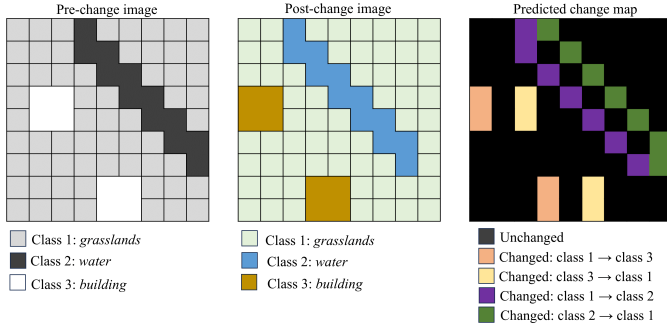 Pre-change image
Post-change image
Predicted change map
Class 1: grasslands
Class 2: water
Class 3: building
Class 1: grasslands
Class 2: water
Class 3: building
Unchanged
Changed: class 1 → class 3
Changed: class 3 → class 1
Changed: class 1 → class 2
Changed: class 2 → class 1